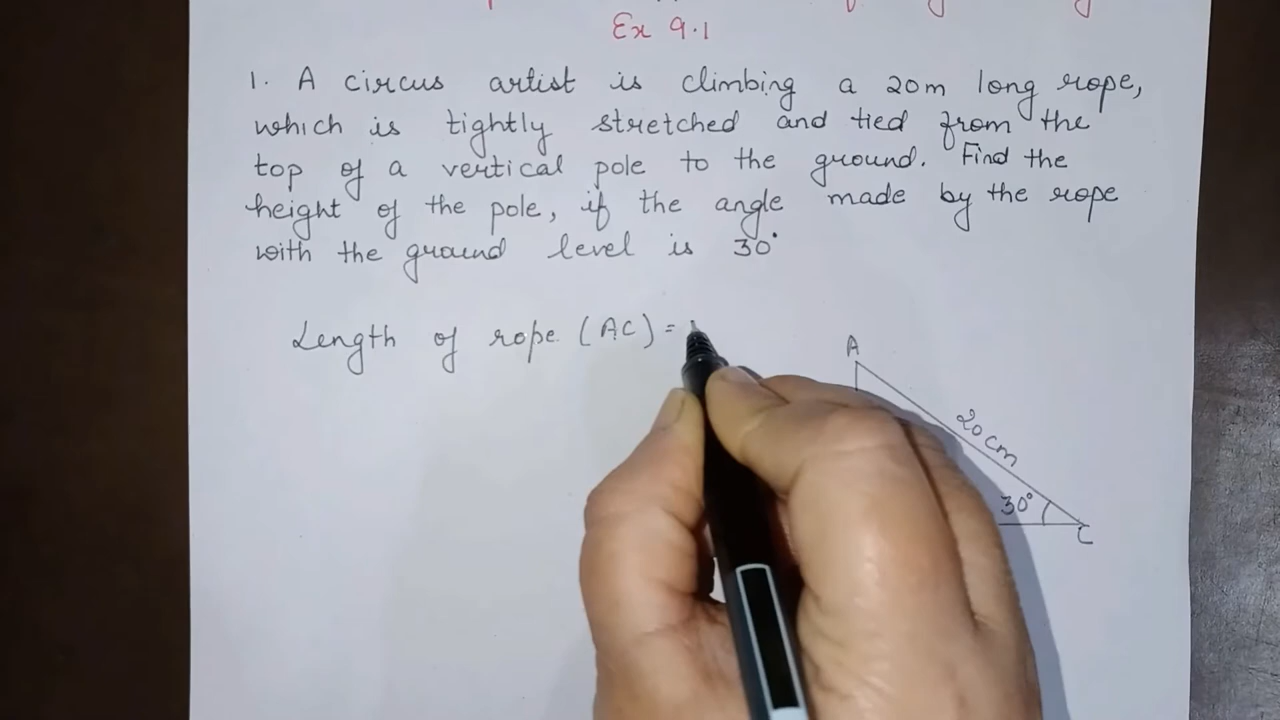 Ex 9.1
1. A circus artist is climbing a 20m long rope,
which is tightly stretched and tied from the
top of a vertical pole to the ground. Find the
height of the pole, if the angle made by the rope
with the ground level is 30°
Length of rope (AC) =
A
20cm
30°
C